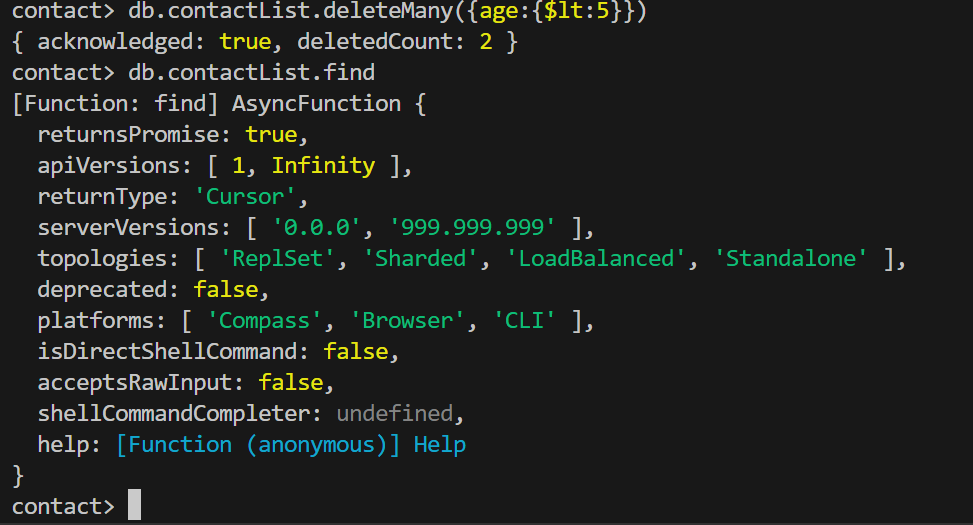 contact> db.contactList.deleteMany({age:{$lt:5}})
{ acknowledged: true, deletedCount: 2 }
contact> db.contactList.find
[Function: find] AsyncFunction {
  returnsPromise: true,
  apiVersions: [ 1, Infinity ],
  returnType: 'Cursor',
  serverVersions: [ '0.0.0', '999.999.999' ],
  topologies: [ 'ReplSet', 'Sharded', 'LoadBalanced', 'Standalone' ],
  deprecated: false,
  platforms: [ 'Compass', 'Browser', 'CLI' ],
  isDirectShellCommand: false,
  acceptsRawInput: false,
  shellCommandCompleter: undefined,
  help: [Function (anonymous)] Help
}
contact>